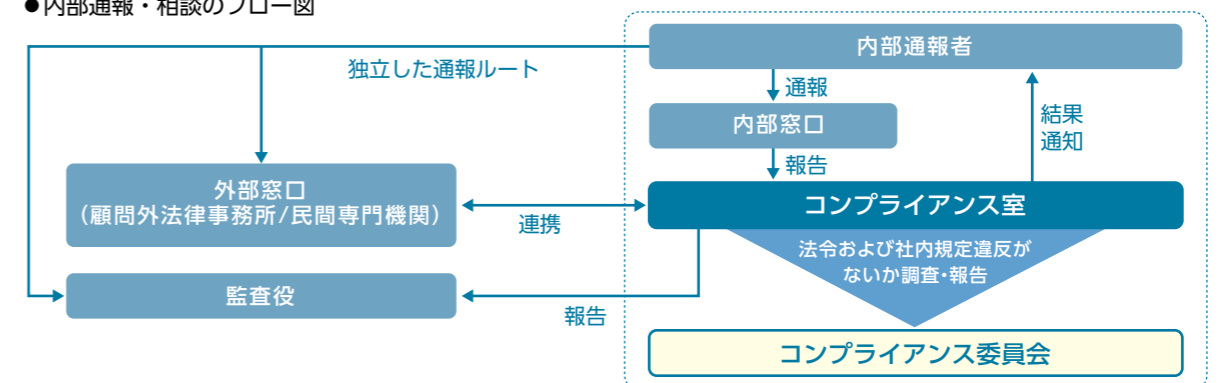 ●内部通報・相談のフロー図
内部通報者
独立した通報ルート
通報
内部窓口
結果
通知
報告
外部窓口
（顧問外法律事務所/民間専門機関）
連携
コンプライアンス室
法令および社内規定違反が
ないか調査・報告
監査役
報告
コンプライアンス委員会